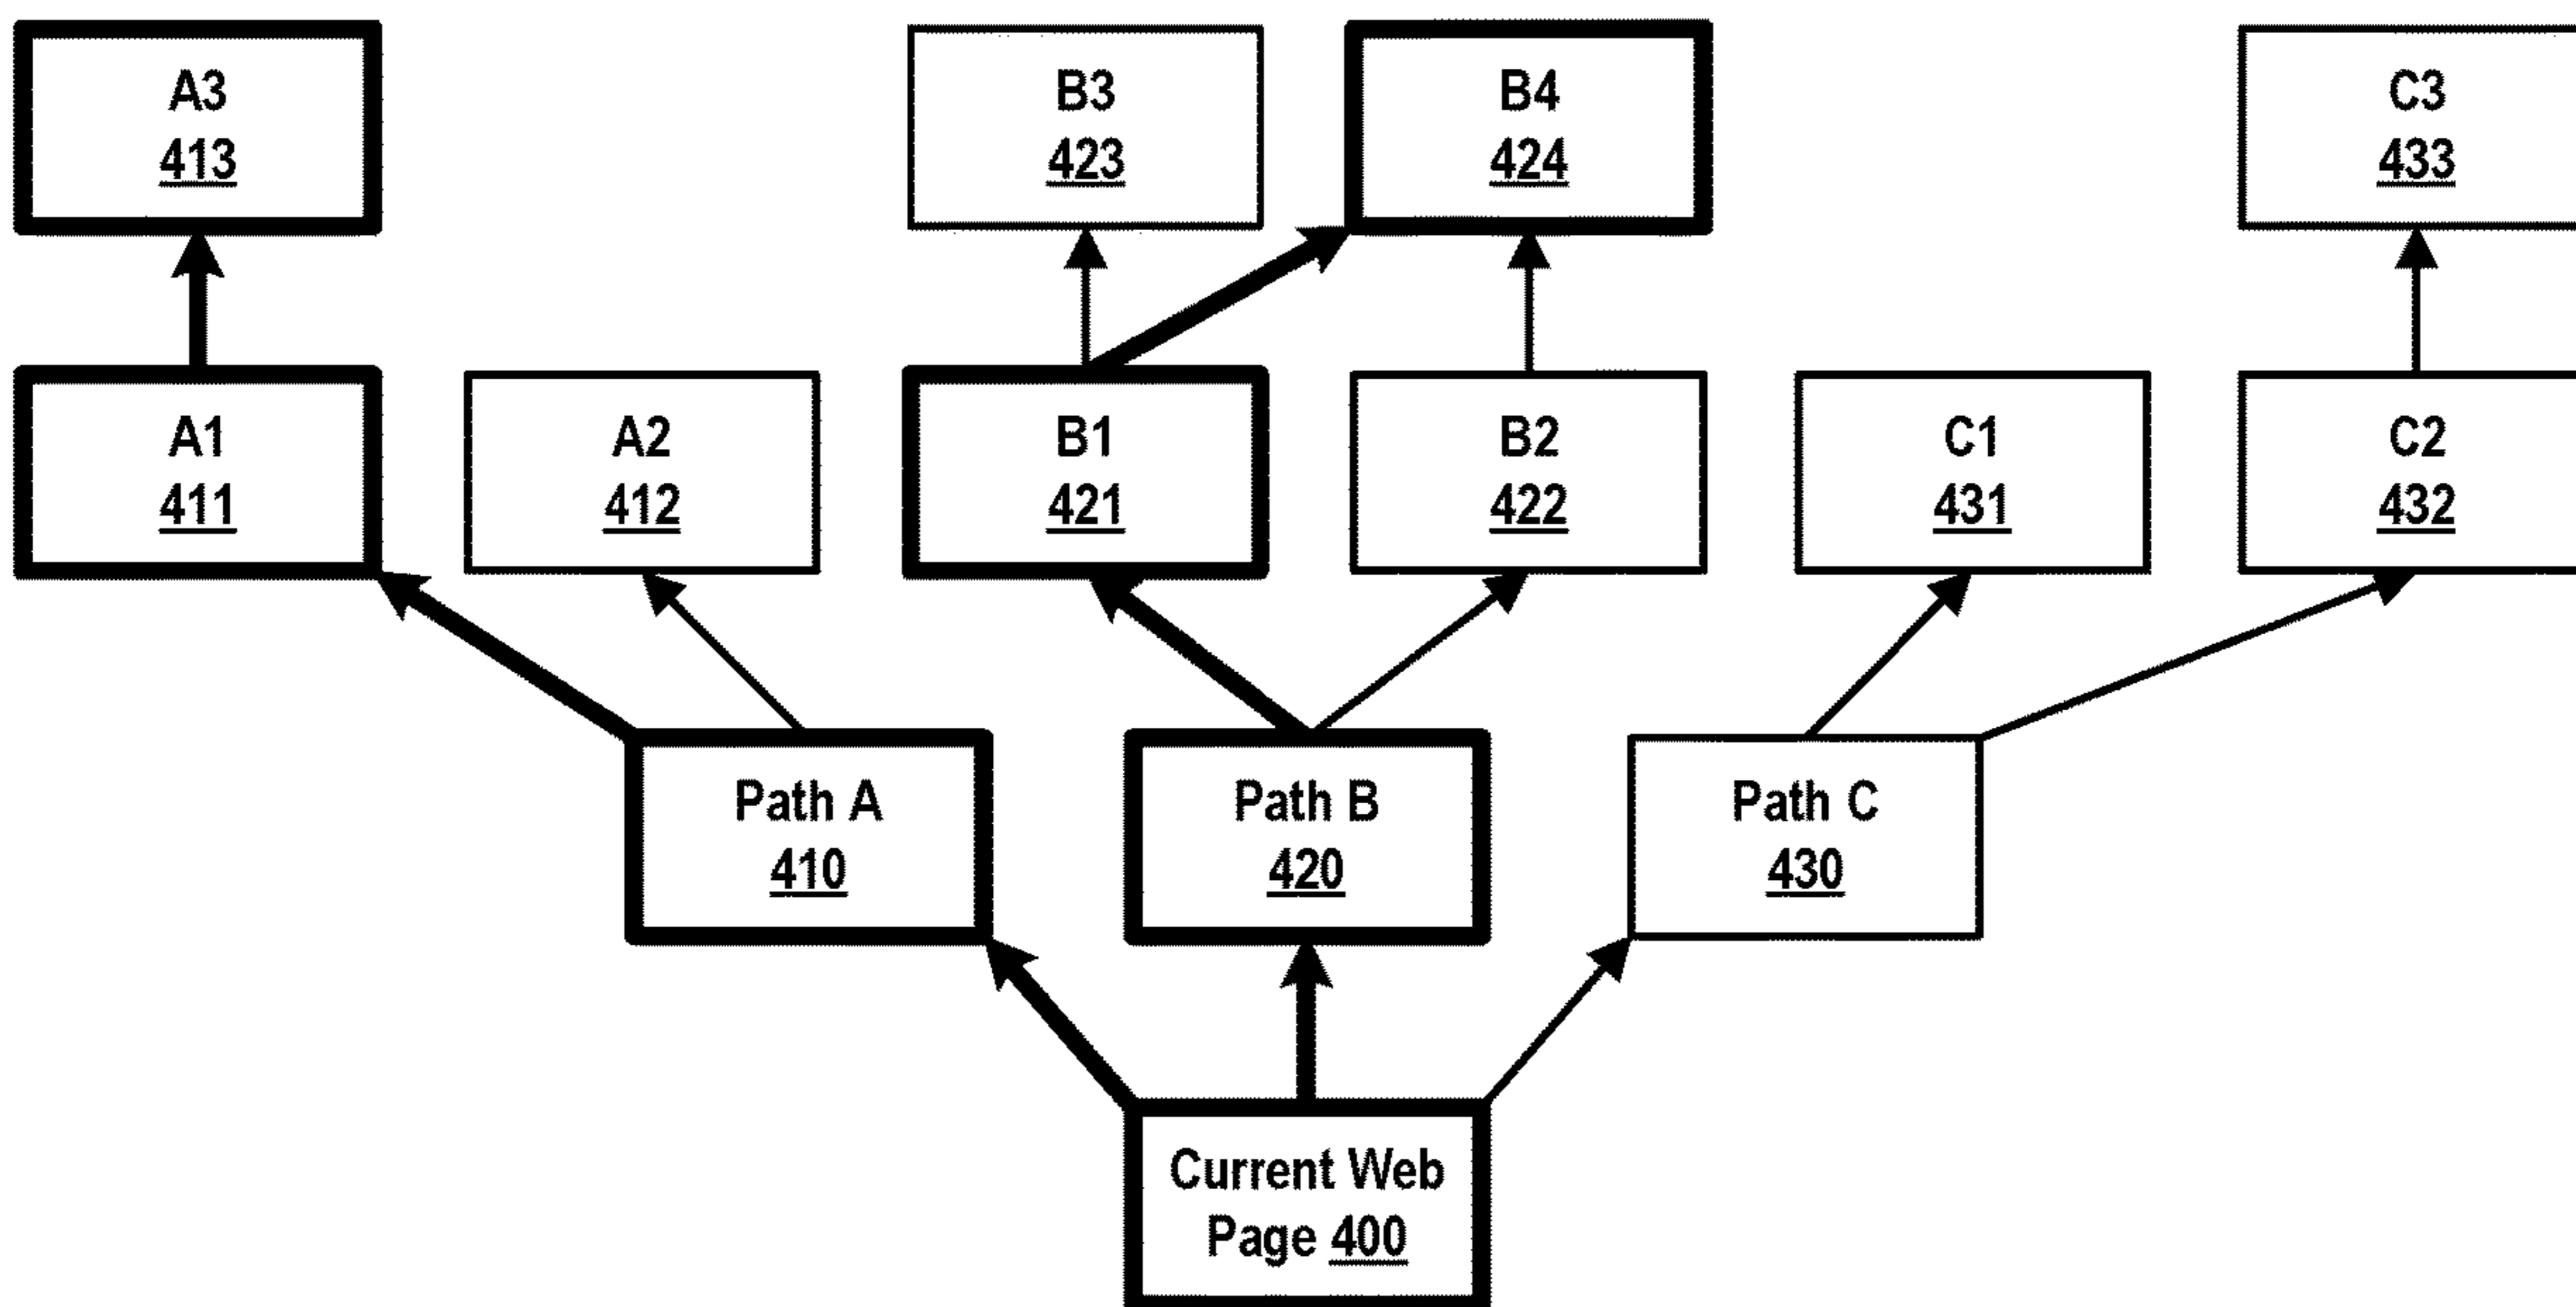 A3
413
B3
423
B4
424
C3
433
A1
411
A2
412
B1
421
B2
422
C1
431
C2
432
Path A
410
Path B
420
Path C
430
Current Web
Page 400